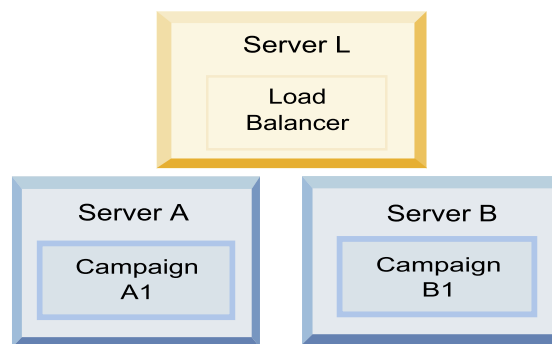 Server L
Load
Balancer
Server A
Campaign
A1
Server B
Campaign
B1